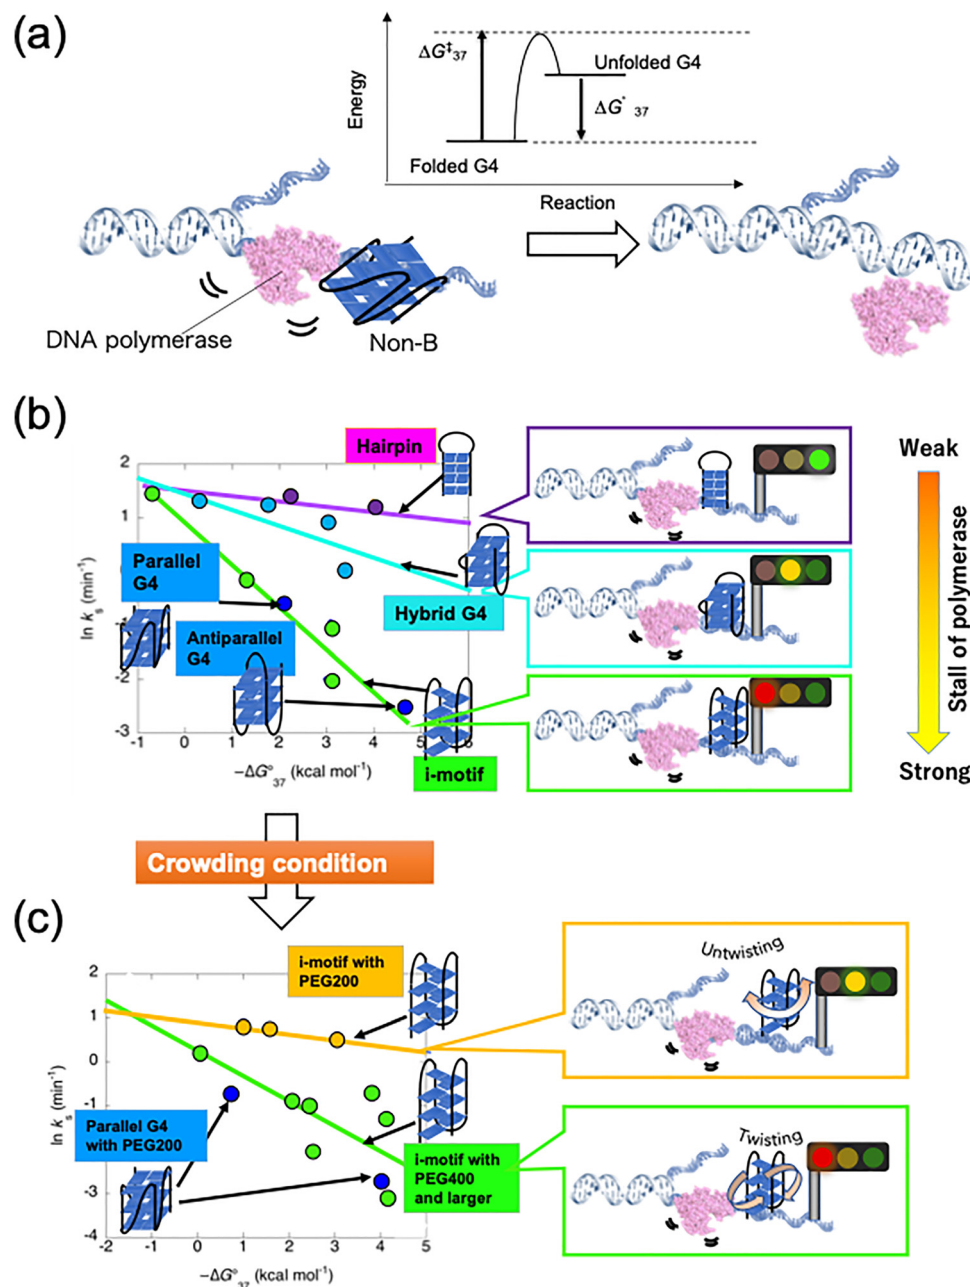 (a)
ΔG‡37
Unfolded G4
ΔG°37
Energy
Folded G4
Reaction
DNA polymerase
Non-B
(b)
Hairpin
2
1
0
-2
-3
ln ks (min-1)
Parallel
G4
Antiparallel
G4
Hybrid G4
i-motif
-1 0 1 2 3 4 5 6
−ΔG°37 (kcal mol-1)
Weak
Stall of polymerase
Strong
Crowding condition
(c)
i-motif with
PEG200
2
1
0
-1
-3
-4
ln ks (min-1)
Parallel G4
with PEG200
i-motif with
PEG400
and larger
-2 -1 0 1 2 3 4 5
−ΔG°37 (kcal mol-1)
Untwisting
Twisting